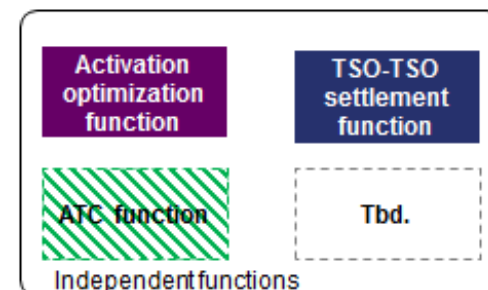 Activation
optimization
function
TSO-TSO
settlement
function
ATC function
Tbd.
Independent functions